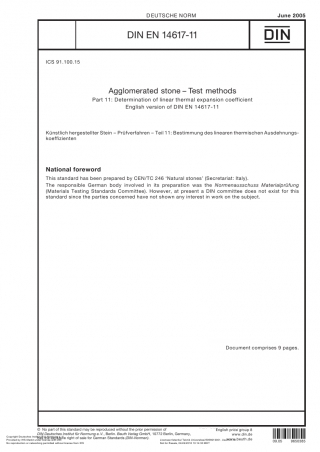 DEUTSCHE NORM
June 2005
DIN EN 14617-11
DIN
ICS 91.100.15
Agglomerated stone – Test methods
Part 11: Determination of linear thermal expansion coefficient
English version of DIN EN 14617-11
Künstlich hergestellter Stein – Prüfverfahren – Teil 11: Bestimmung des linearen thermischen Ausdehnungs-
koeffizienten
National foreword
This standard has been prepared by CEN/TC 246 ‘Natural stones’ (Secretariat: Italy).
The responsible German body involved in its preparation was the Normenausschuss Materialprüfung
(Materials Testing Standards Committee). However, at present a DIN committee does not exist for this
standard since the parties concerned have not shown any interest in work on the subject.
Document comprises 9 pages.
© No part of this standard may be reproduced without the prior permission of
DIN Deutsches Institut für Normung e.V., Berlin. Beuth Verlag GmbH, 10772 Berlin, Germany,
has the exclusive right of sale for German Standards (DIN-Normen).
English price group 8
www.din.de
www.beuth.de